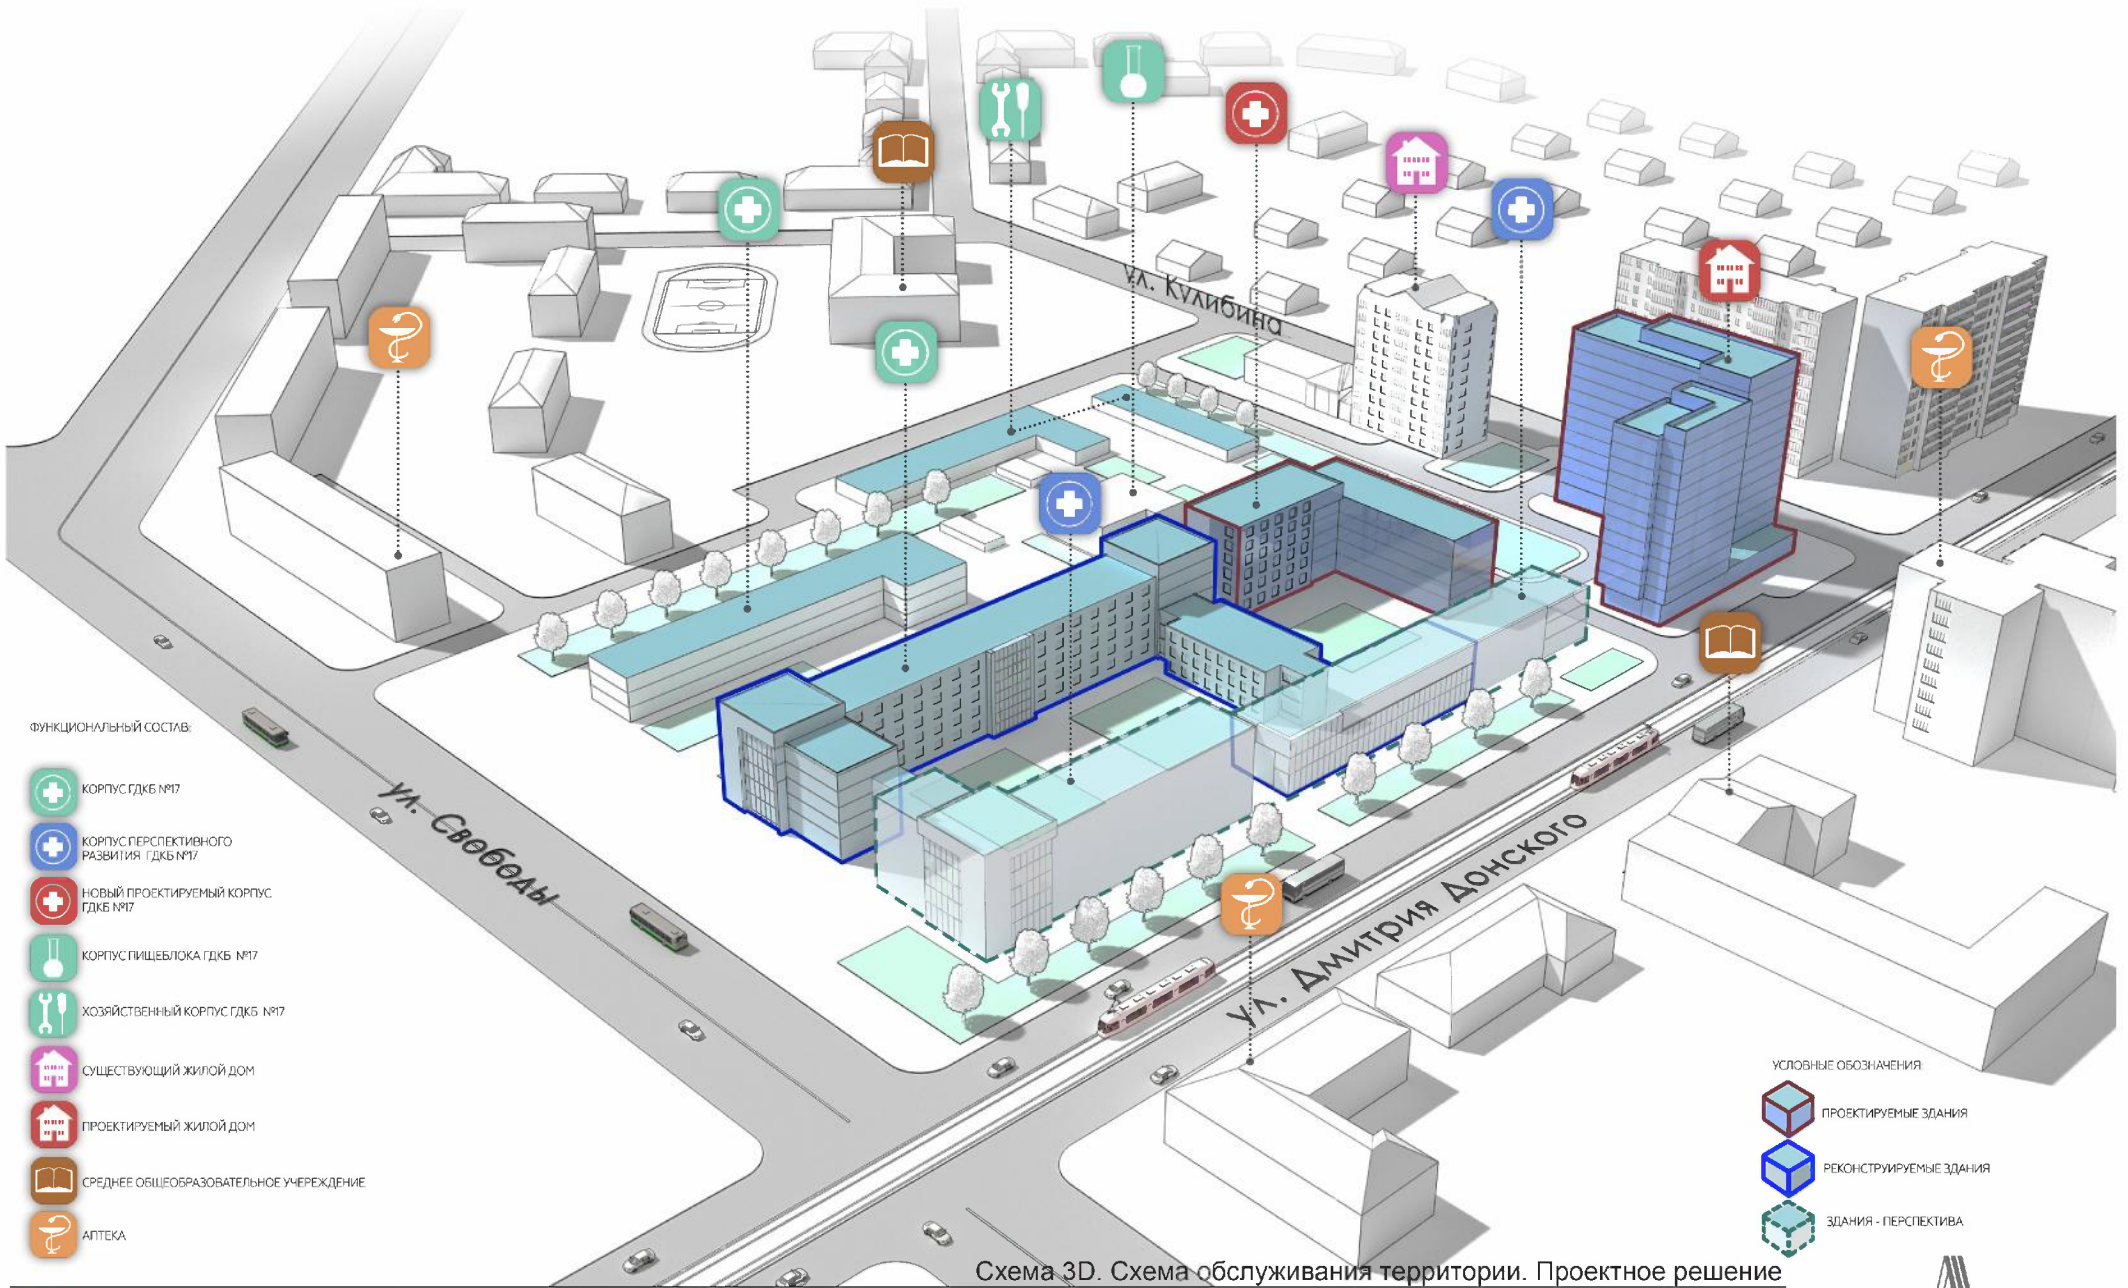 ул. Кулибина
ФУНКЦИОНАЛЬНЫЙ СОСТАВ:
КОРПУС ГДКБ №17
КОРПУС ПЕРСПЕКТИВНОГО
РАЗВИТИЯ ГДКБ №17
НОВЫЙ ПРОЕКТИРУЕМЫЙ КОРПУС
ГДКБ №17
КОРПУС ПИЩЕБЛОКА ГДКБ №17
ХОЗЯЙСТВЕННЫЙ КОРПУС ГДКБ №17
СУЩЕСТВУЮЩИЙ ЖИЛОЙ ДОМ
ПРОЕКТИРУЕМЫЙ ЖИЛОЙ ДОМ
СРЕДНЕЕ ОБЩЕОБРАЗОВАТЕЛЬНОЕ УЧЕРЕЖДЕНИЕ
АПТЕКА
ул. Свободы
ул. Дмитрия Донского
УСЛОВНЫЕ ОБОЗНАЧЕНИЯ:
ПРОЕКТИРУЕМЫЕ ЗДАНИЯ
РЕКОНСТРУИРУЕМЫЕ ЗДАНИЯ
ЗДАНИЯ - ПЕРСПЕКТИВА
Схема 3D. Схема обслуживания территории. Проектное решение